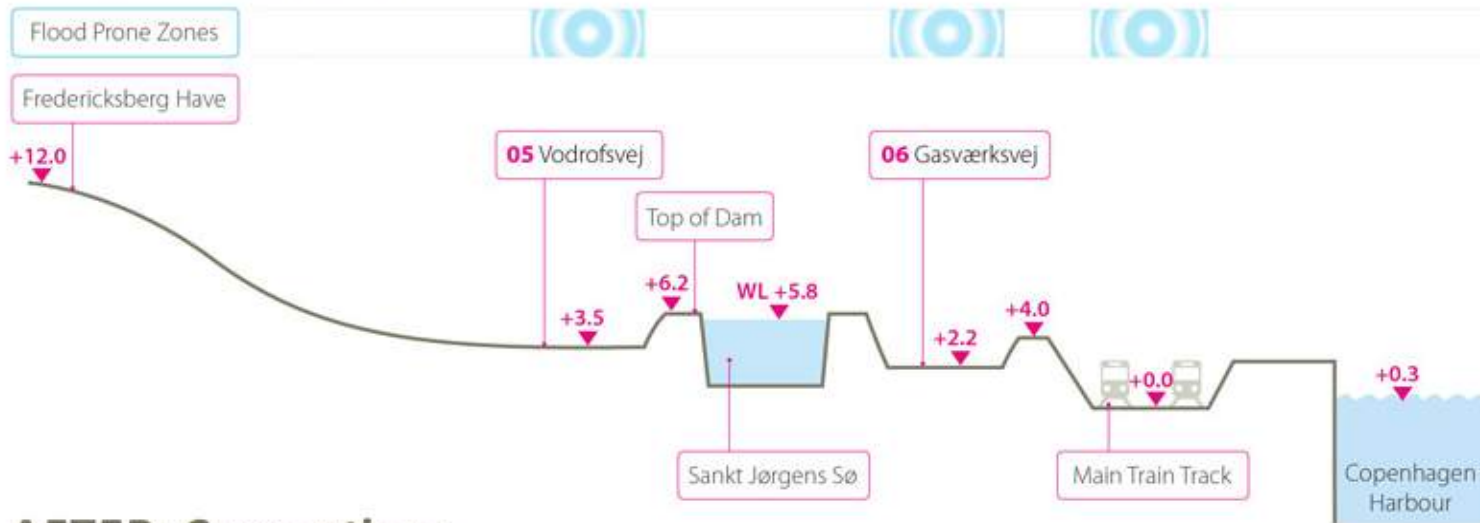 Flood Prone Zones
Fredericksberg Have
+12.0
05 Vodrofsvej
06 Gasværksvej
Top of Dam
+6.2
WL +5.8
+3.5
+4.0
+2.2
+0.0
+0.3
Sankt Jørgens Sø
Main Train Track
Copenhagen
Harbour